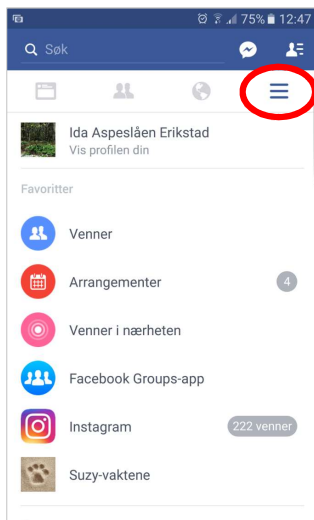 75% 12:47
Søk
Ida Aspeslåen Erikstad
Vis profilen din
Favoritter
Venner
Arrangementer 4
Venner i nærheten
Facebook Groups-app
Instagram 222 venner
Suzy-vaktene